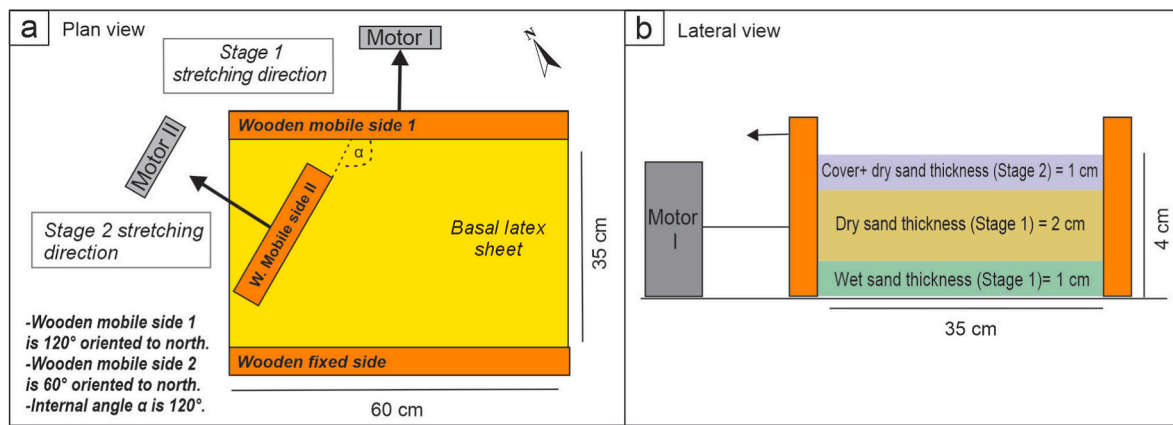 a Plan view
Motor I
Stage 1
stretching direction
N
Wooden mobile side 1
Motor II
α
W. Mobile side II
Stage 2 stretching
direction
Basal latex
sheet
35 cm
-Wooden mobile side 1
is 120° oriented to north.
-Wooden mobile side 2
is 60° oriented to north.
-Internal angle α is 120°.
Wooden fixed side
60 cm
b Lateral view
Cover+ dry sand thickness (Stage 2) = 1 cm
Motor
I
Dry sand thickness (Stage 1) = 2 cm
Wet sand thickness (Stage 1)= 1 cm
4 cm
35 cm